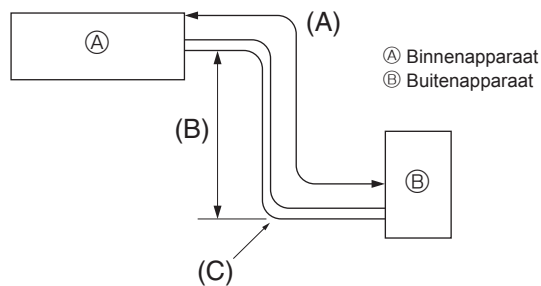 (A)
Ⓐ
Ⓐ Binnenapparaat
Ⓑ Buitenapparaat
(B)
Ⓑ
(C)